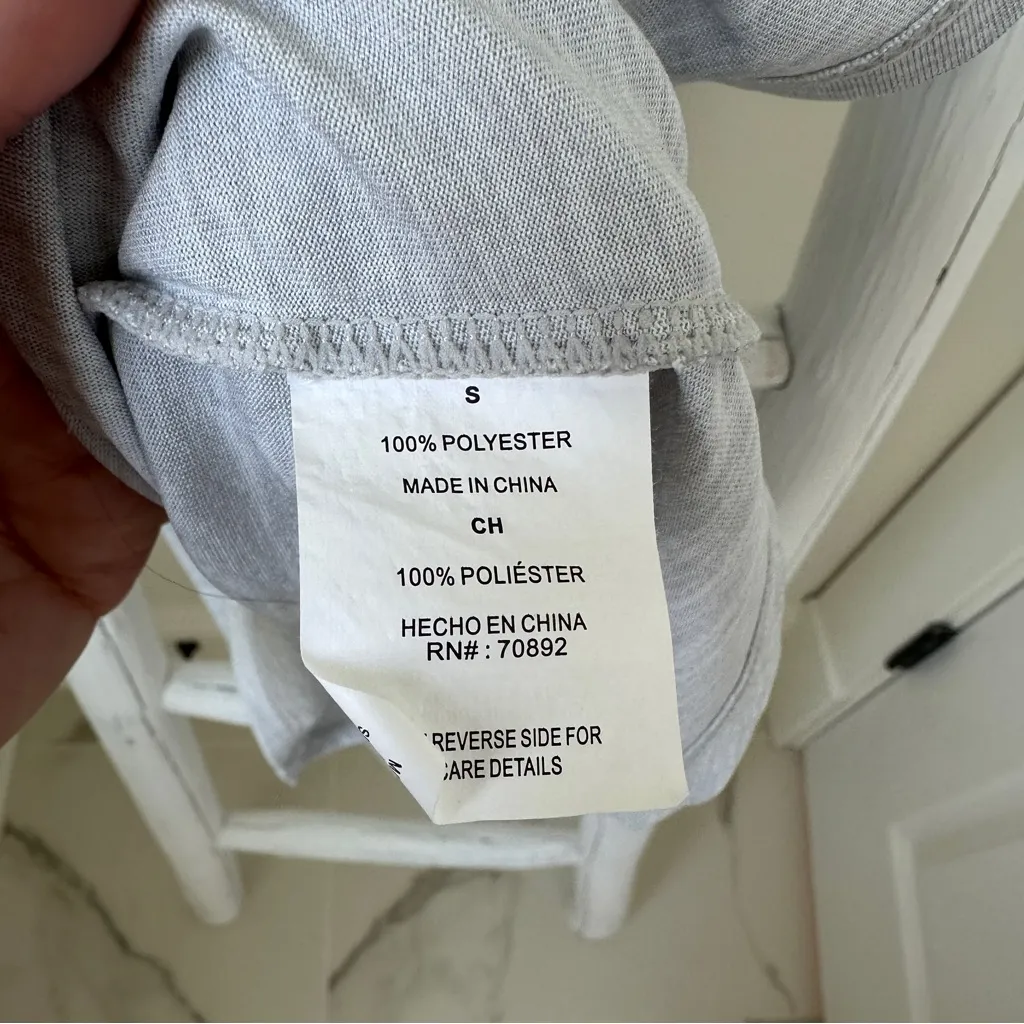 S
100% POLYESTER
MADE IN CHINA
CH
100% POLIÉSTER
HECHO EN CHINA
RN# : 70892
REVERSE SIDE FOR
CARE DETAILS